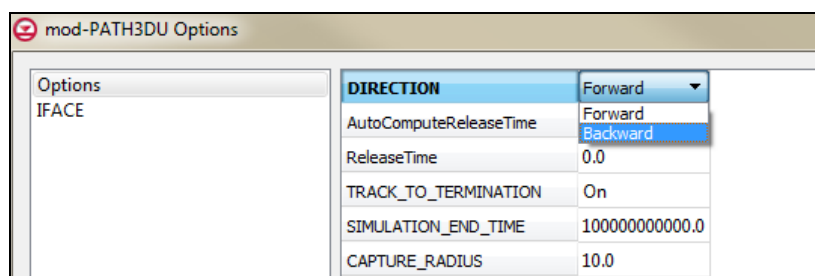 mod-PATH3DU Options
Options
IFACE
DIRECTION Forward
Forward
Backward
AutoComputeReleaseTime
ReleaseTime 0.0
TRACK_TO_TERMINATION On
SIMULATION_END_TIME 100000000000.0
CAPTURE_RADIUS 10.0